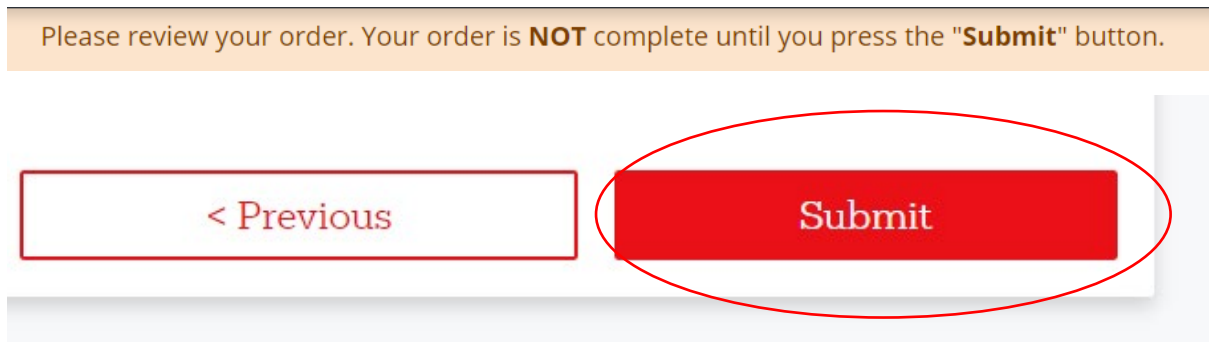 Please review your order. Your order is NOT complete until you press the "Submit" button.
< Previous
Submit